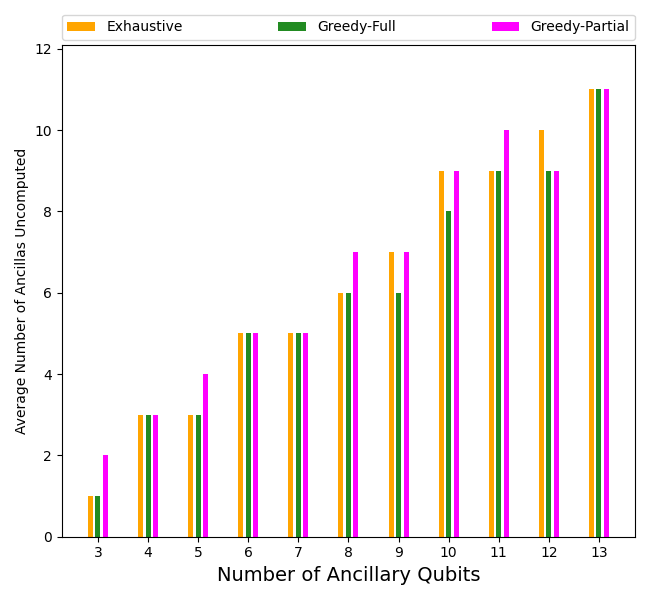 Exhaustive Greedy-Full Greedy-Partial
Average Number of Ancillas Uncomputed
12
10
8
6
4
2
0
3 4 5 6 7 8 9 10 11 12 13
Number of Ancillary Qubits